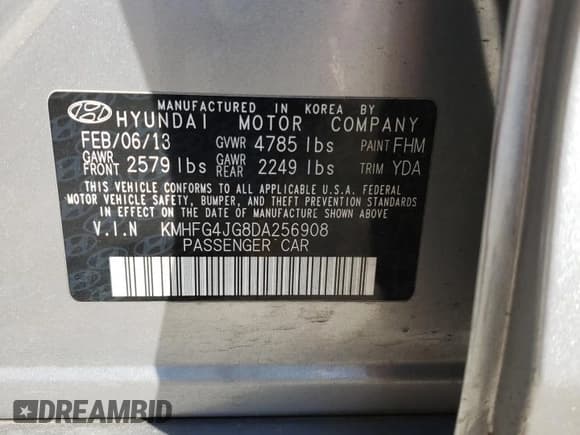 MANUFACTURED IN KOREA BY
HYUNDAI MOTOR COMPANY
FEB/06/13 GVWR 4785 lbs PAINT FHM
GAWR FRONT 2579 lbs GAWR REAR 2249 lbs TRIM YDA
THIS VEHICLE CONFORMS TO ALL APPLICABLE U.S.A. FEDERAL
MOTOR VEHICLE SAFETY, BUMPER, AND THEFT PREVENTION STANDARDS
IN EFFECT ON THE DATE OF MANUFACTURE SHOWN ABOVE.
V.I.N KMHFG4JG8DA256908
PASSENGER CAR
DREAMBID